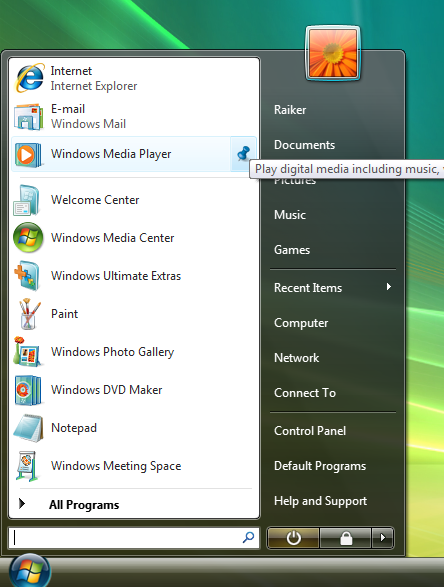 Internet
Internet Explorer
E-mail
Windows Mail
Windows Media Player
Welcome Center
Windows Media Center
Windows Ultimate Extras
Paint
Windows Photo Gallery
Windows DVD Maker
Notepad
Windows Meeting Space
All Programs
Raiker
Documents
Play digital media including music,
Pictures
Music
Games
Recent Items
Computer
Network
Connect To
Control Panel
Default Programs
Help and Support